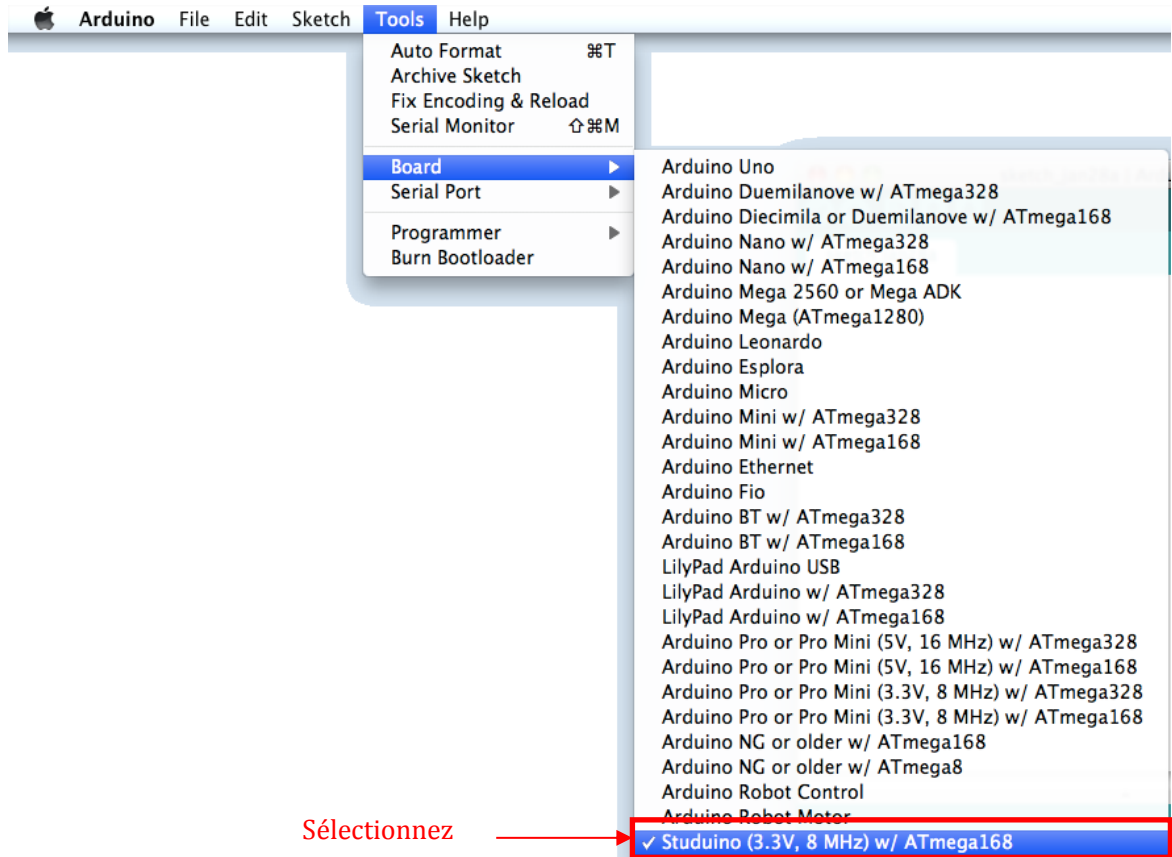 Arduino File Edit Sketch Tools Help
Auto Format ⌘T
Archive Sketch
Fix Encoding & Reload
Serial Monitor ⇧⌘M
Board
Serial Port
Programmer
Burn Bootloader
Arduino Uno
Arduino Duemilanove w/ ATmega328
Arduino Diecimila or Duemilanove w/ ATmega168
Arduino Nano w/ ATmega328
Arduino Nano w/ ATmega168
Arduino Mega 2560 or Mega ADK
Arduino Mega (ATmega1280)
Arduino Leonardo
Arduino Esplora
Arduino Micro
Arduino Mini w/ ATmega328
Arduino Mini w/ ATmega168
Arduino Ethernet
Arduino Fio
Arduino BT w/ ATmega328
Arduino BT w/ ATmega168
LilyPad Arduino USB
LilyPad Arduino w/ ATmega328
LilyPad Arduino w/ ATmega168
Arduino Pro or Pro Mini (5V, 16 MHz) w/ ATmega328
Arduino Pro or Pro Mini (5V, 16 MHz) w/ ATmega168
Arduino Pro or Pro Mini (3.3V, 8 MHz) w/ ATmega328
Arduino Pro or Pro Mini (3.3V, 8 MHz) w/ ATmega168
Arduino NG or older w/ ATmega168
Arduino NG or older w/ ATmega8
Arduino Robot Control
Arduino Robot Motor
Sélectionnez
✓ Studuino (3.3V, 8 MHz) w/ ATmega168